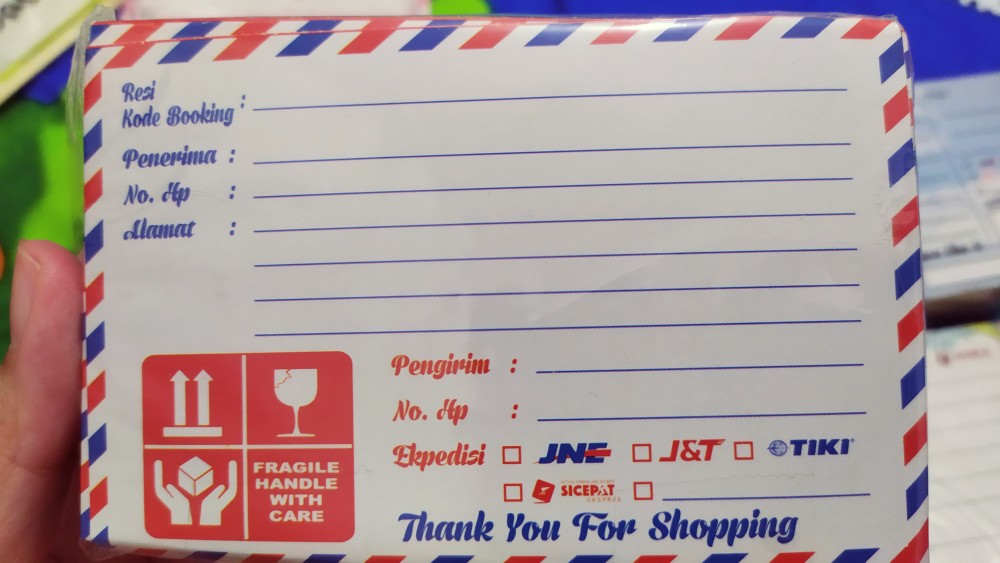 Resi
Kode Booking :
Penerima :
No. Hp :
Alamat :
Pengirim :
No. Hp :
Ekpedisi JNE J&T TIKI
SICEPAT
FRAGILE
HANDLE
WITH
CARE
Thank You For Shopping